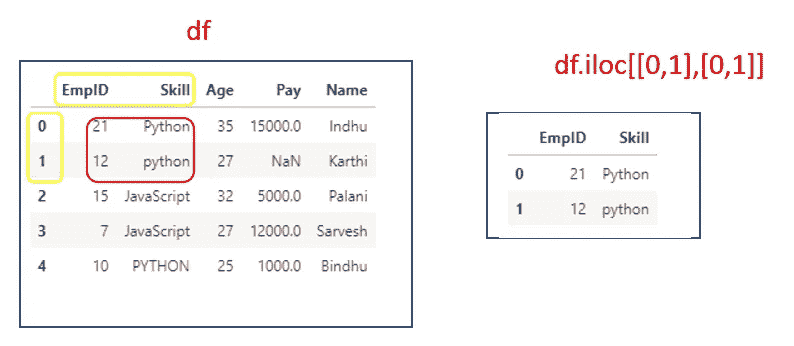 df
EmpID Skill Age Pay Name
0 21 Python 35 15000.0 Indhu
1 12 python 27 NaN Karthi
2 15 JavaScript 32 5000.0 Palani
3 7 JavaScript 27 12000.0 Sarvesh
4 10 PYTHON 25 1000.0 Bindhu
df.iloc[[0,1],[0,1]]
EmpID Skill
0 21 Python
1 12 python